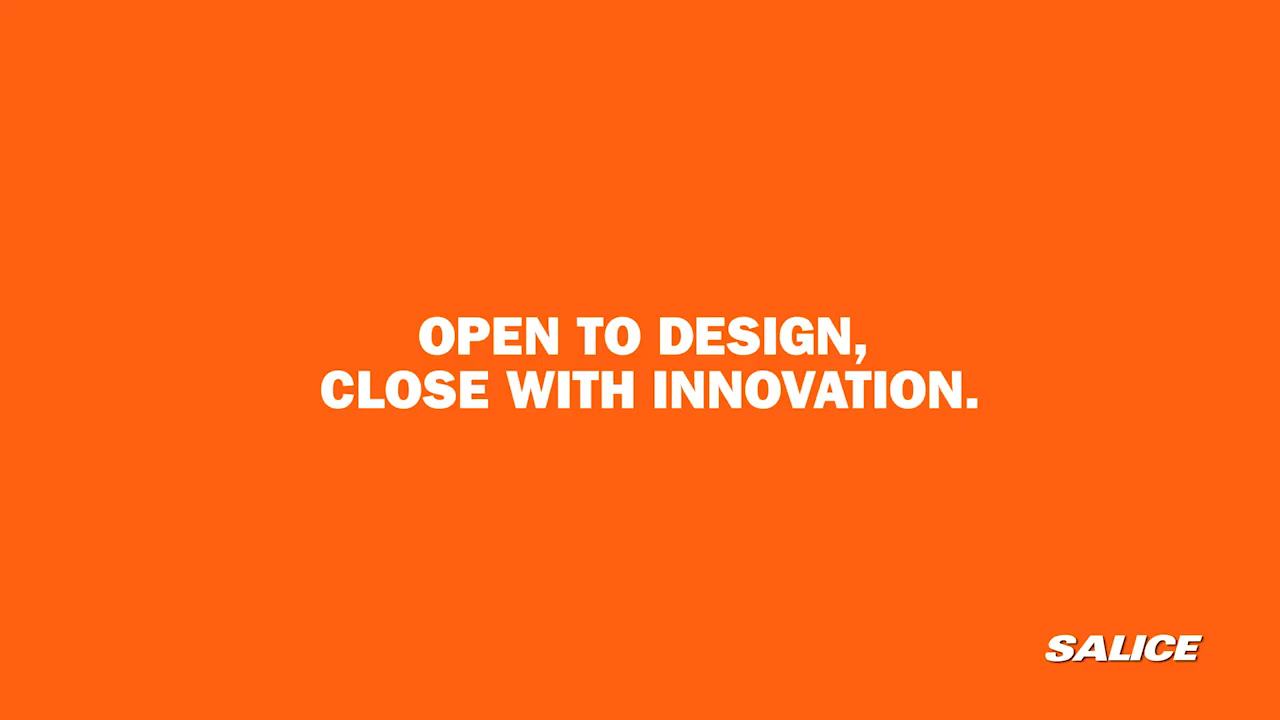 OPEN TO DESIGN,
CLOSE WITH INNOVATION.
SALICE